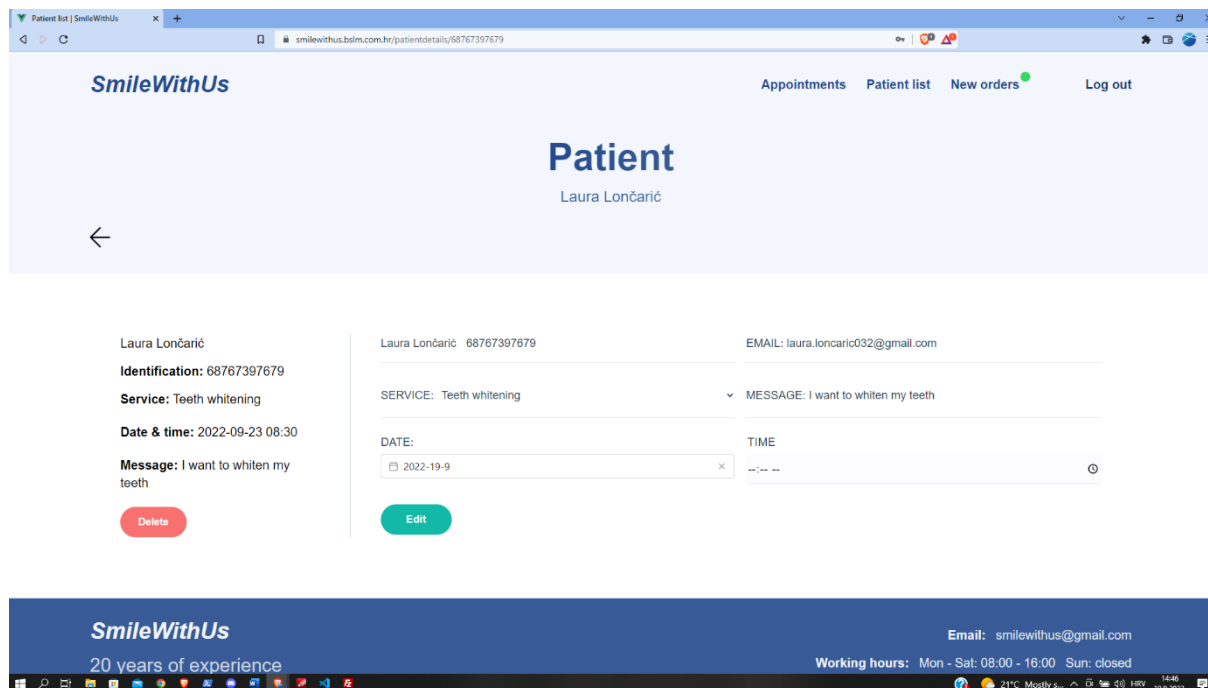 Patient list | SmileWithUs
smilewithus.bslm.com.hr/patientdetails/68767397679
SmileWithUs
Appointments Patient list New orders Log out
Patient
Laura Lončarić
Laura Lončarić
Identification: 68767397679
Service: Teeth whitening
Date & time: 2022-09-23 08:30
Message: I want to whiten my
teeth
Delete
Laura Lončarić 68767397679
EMAIL: laura.loncaric032@gmail.com
SERVICE: Teeth whitening
MESSAGE: I want to whiten my teeth
DATE:
2022-19-9
TIME
--:-- --
Edit
SmileWithUs
20 years of experience
Email: smilewithus@gmail.com
Working hours: Mon - Sat: 08:00 - 16:00 Sun: closed
21°C Mostly s... HRV 14:46